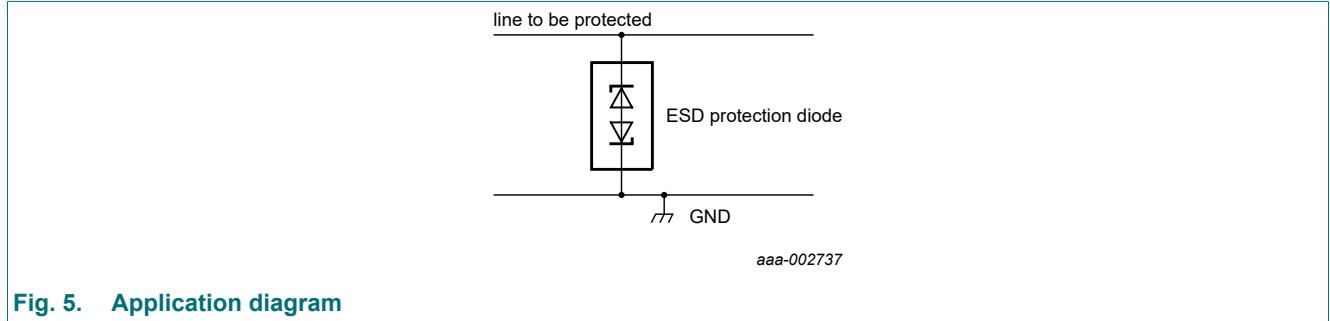 line to be protected
ESD protection diode
GND
aaa-002737
Fig. 5. Application diagram